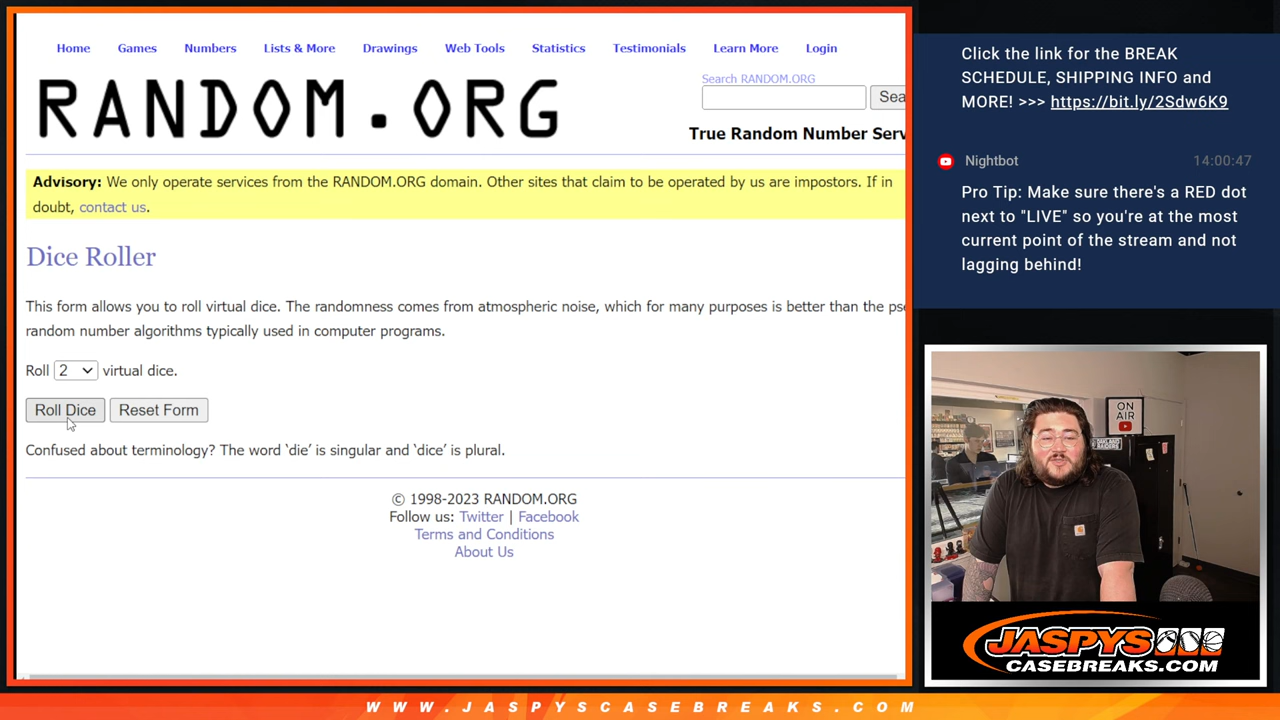 Home Games Numbers Lists & More Drawings Web Tools Statistics Testimonials Learn More Login
RANDOM.ORG
Search RANDOM.ORG
Sea
True Random Number Serv
Advisory: We only operate services from the RANDOM.ORG domain. Other sites that claim to be operated by us are impostors. If in
doubt, contact us.
Dice Roller
This form allows you to roll virtual dice. The randomness comes from atmospheric noise, which for many purposes is better than the pse
random number algorithms typically used in computer programs.
Roll 2 virtual dice.
Roll Dice Reset Form
Confused about terminology? The word ‘die’ is singular and ‘dice’ is plural.
© 1998-2023 RANDOM.ORG
Follow us: Twitter | Facebook
Terms and Conditions
About Us
Click the link for the BREAK
SCHEDULE, SHIPPING INFO and
MORE! >>> https://bit.ly/2Sdw6K9
Nightbot 14:00:47
Pro Tip: Make sure there's a RED dot
next to "LIVE" so you're at the most
current point of the stream and not
lagging behind!
ON
AIR
OAKLAND
RAIDERS
JASPYS
CASEBREAKS.COM
WWW.JASPYSCASEBREAKS.COM